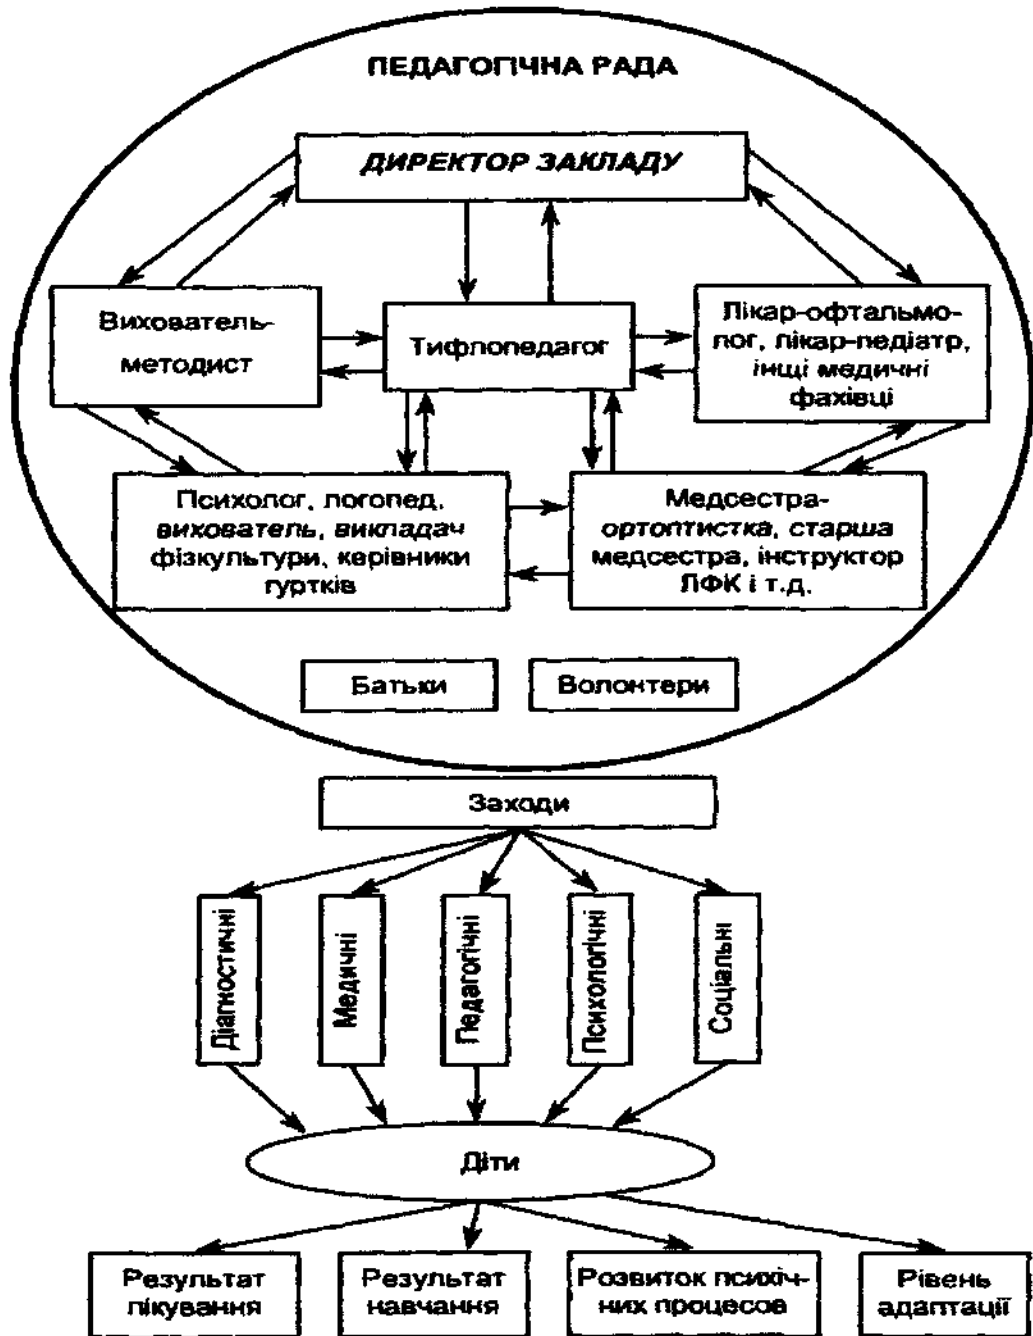 ПЕДАГОГІЧНА РАДА
ДИРЕКТОР ЗАКЛАДУ
Вихователь-
методист
Тифлопедагог
Лікар-офтальмо-
лог, лікар-педіатр,
інщі медичні
фахівці
Психолог, логопед,
вихователь, викладач
фізкультури, керівники
гуртків
Медсестра-
ортоптистка, старша
медсестра, інструктор
ЛФК і т.д.
Батьки
Волонтери
Заходи
Діагностичні
Медичні
Педагогічні
Психологічні
Соціальні
Діти
Результат
лікування
Результат
навчання
Розвиток психіч-
них процесов
Рівень
адаптації